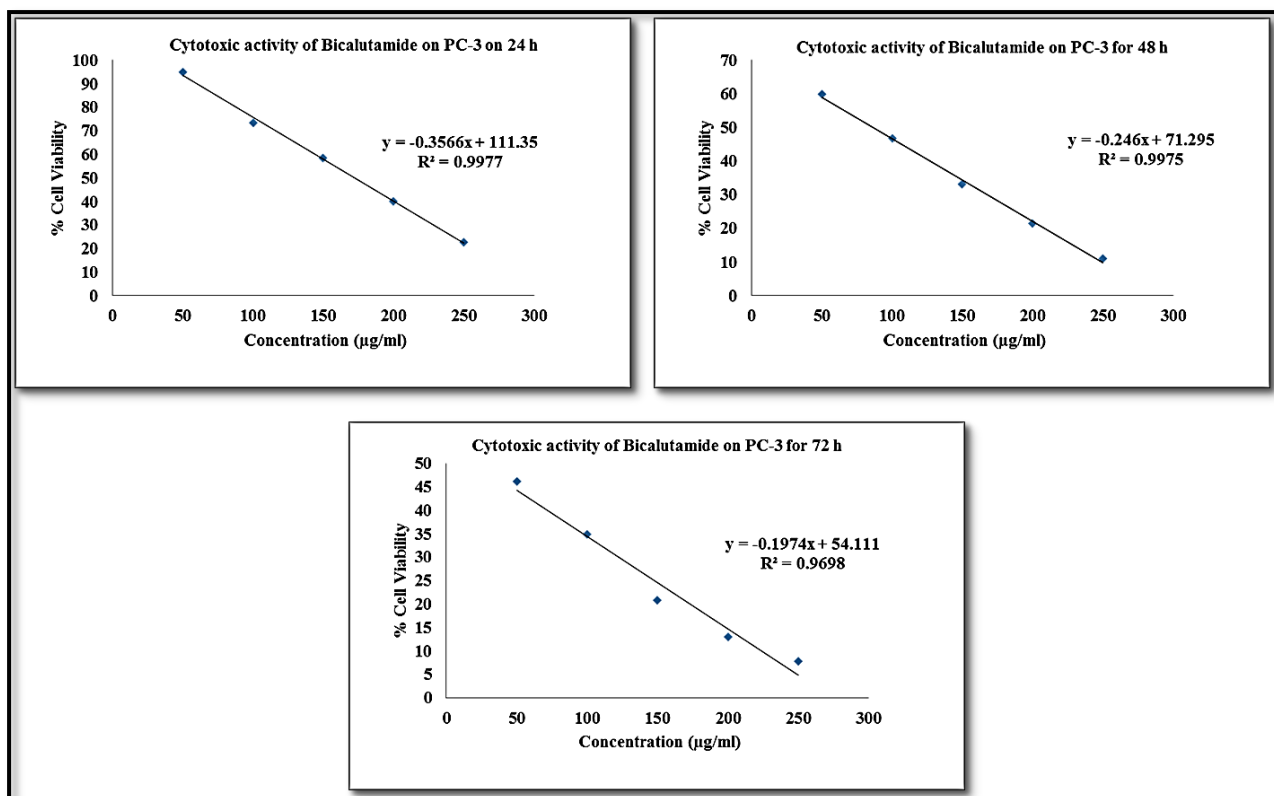 Cytotoxic activity of Bicalutamide on PC-3 on 24 h
100
90
80
70
60
50
40
30
20
10
0
% Cell Viability
y = -0.3566x + 111.35
R² = 0.9977
0 50 100 150 200 250 300
Concentration (µg/ml)
Cytotoxic activity of Bicalutamide on PC-3 for 48 h
70
60
50
40
30
20
10
0
% Cell Viability
y = -0.246x + 71.295
R² = 0.9975
0 50 100 150 200 250 300
Concentration (µg/ml)
Cytotoxic activity of Bicalutamide on PC-3 for 72 h
50
45
40
35
30
25
20
15
10
5
0
% Cell Viability
y = -0.1974x + 54.111
R² = 0.9698
0 50 100 150 200 250 300
Concentration (µg/ml)